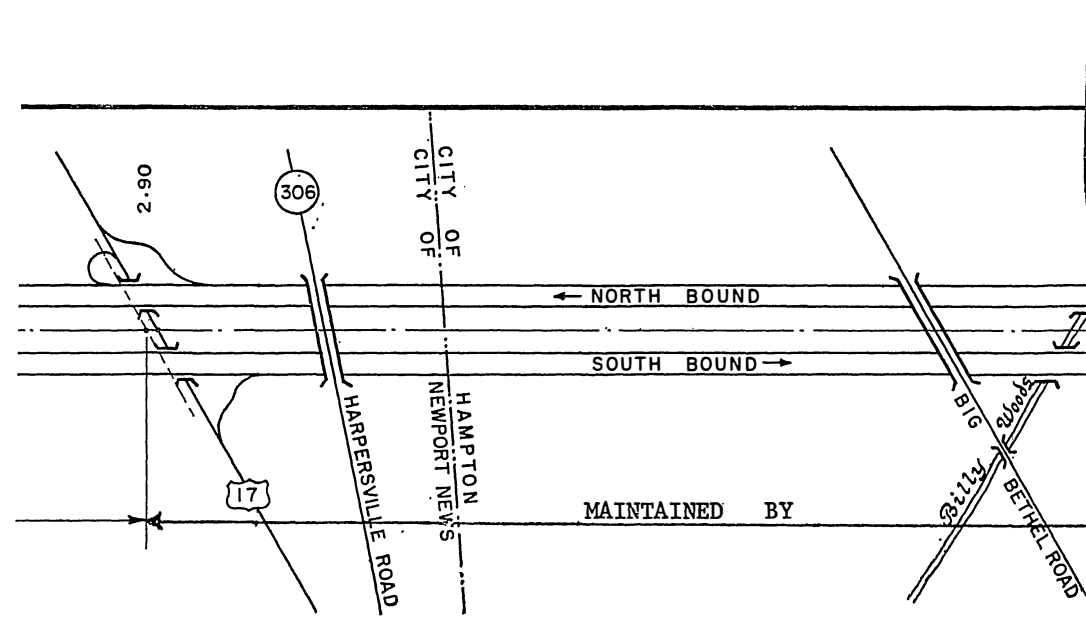 2.90
306
CITY OF
CITY OF
← NORTH BOUND
SOUTH BOUND →
HARPERSVILLE ROAD
HAMPTON
NEWPORT NEWS
17
MAINTAINED BY
BIG BETHEL ROAD
Billy Woods